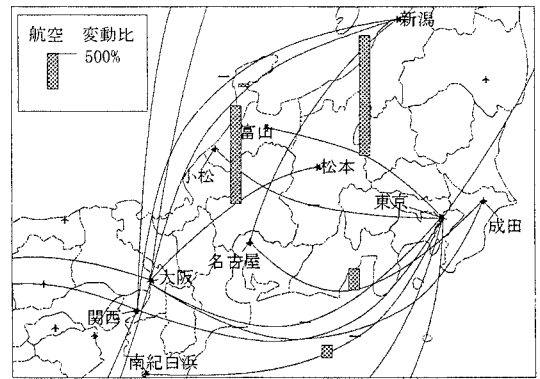 航空 変動比
500%
新潟
富山
小松
松本
東京
成田
名古屋
大阪
関西
南紀白浜